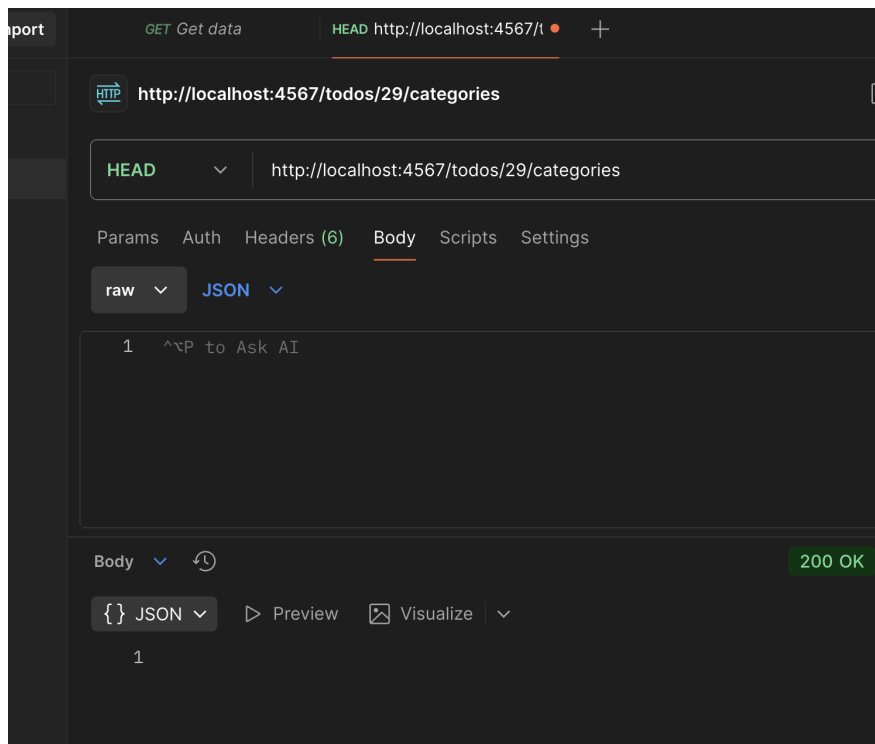 port
GET Get data
HEAD http://localhost:4567/t
HTTP http://localhost:4567/todos/29/categories
HEAD http://localhost:4567/todos/29/categories
Params Auth Headers (6) Body Scripts Settings
raw JSON
1 ^⌥P to Ask AI
Body 200 OK
{} JSON Preview Visualize
1